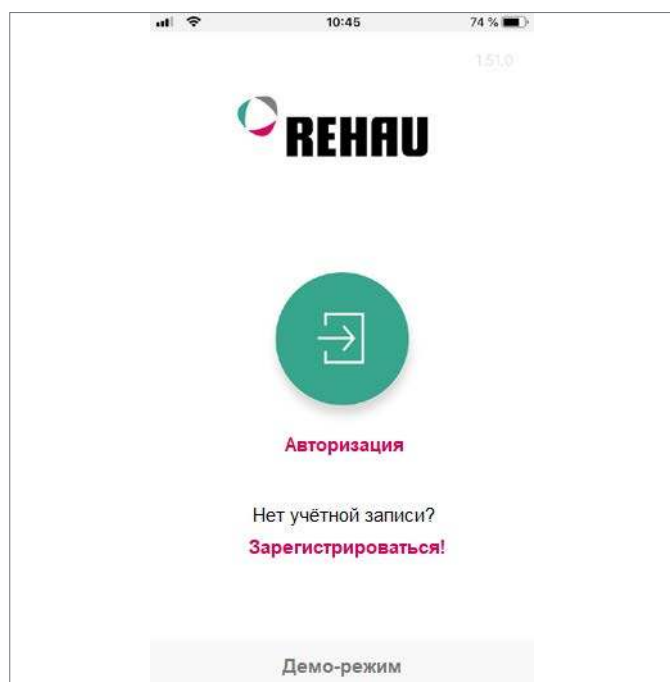 10:45 74 %
1.51.0
REHAU
Авторизация
Нет учётной записи?
Зарегистрироваться!
Демо-режим